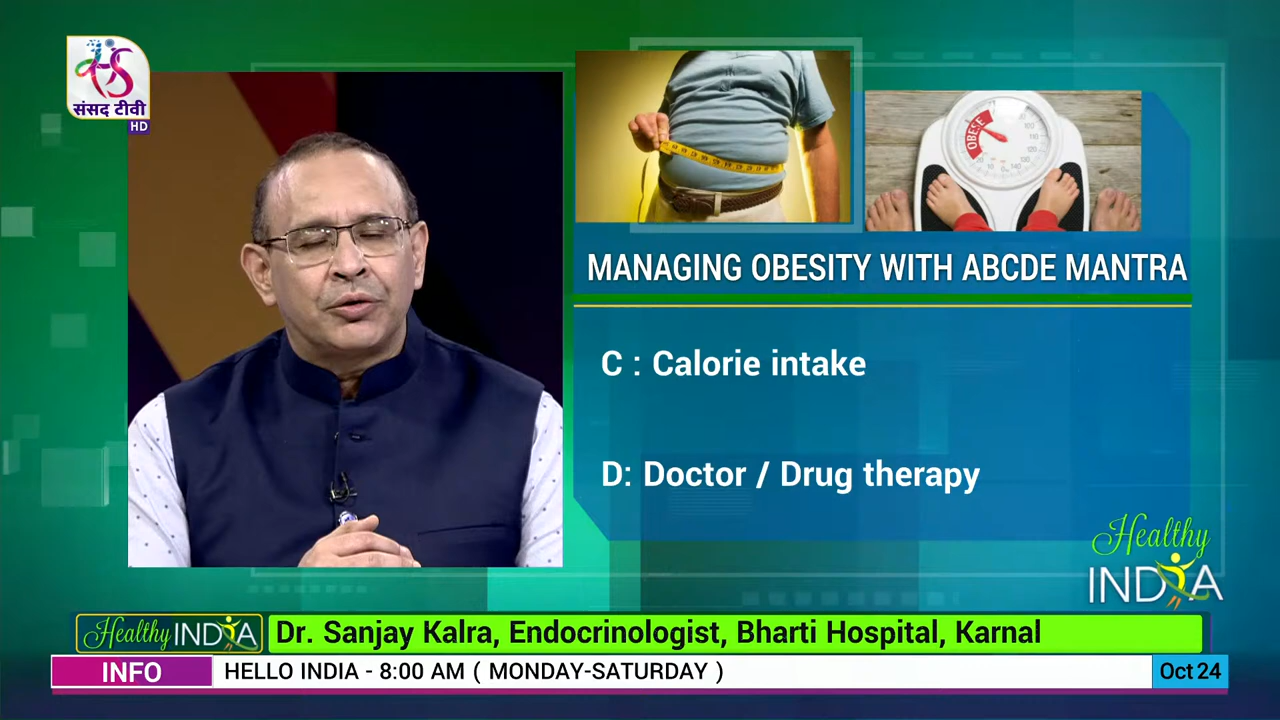 संसद टीवी
HD
OBESE
MANAGING OBESITY WITH ABCDE MANTRA
C : Calorie intake
D: Doctor / Drug therapy
Healthy
INDIA
Healthy INDIA
Dr. Sanjay Kalra, Endocrinologist, Bharti Hospital, Karnal
INFO
HELLO INDIA - 8:00 AM ( MONDAY-SATURDAY )
Oct 24